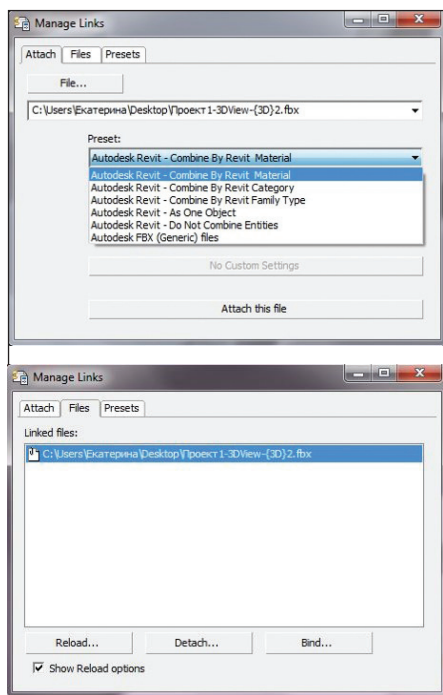 Manage Links
Attach Files Presets
File...
C:\Users\Екатерина\Desktop\Проект1-3DView-{3D}2.fbx
Preset:
Autodesk Revit - Combine By Revit Material
Autodesk Revit - Combine By Revit Material
Autodesk Revit - Combine By Revit Category
Autodesk Revit - Combine By Revit Family Type
Autodesk Revit - As One Object
Autodesk Revit - Do Not Combine Entities
Autodesk FBX (Generic) files
No Custom Settings
Attach this file
Manage Links
Attach Files Presets
Linked files:
C:\Users\Екатерина\Desktop\Проект1-3DView-{3D}2.fbx
Reload... Detach... Bind...
Show Reload options